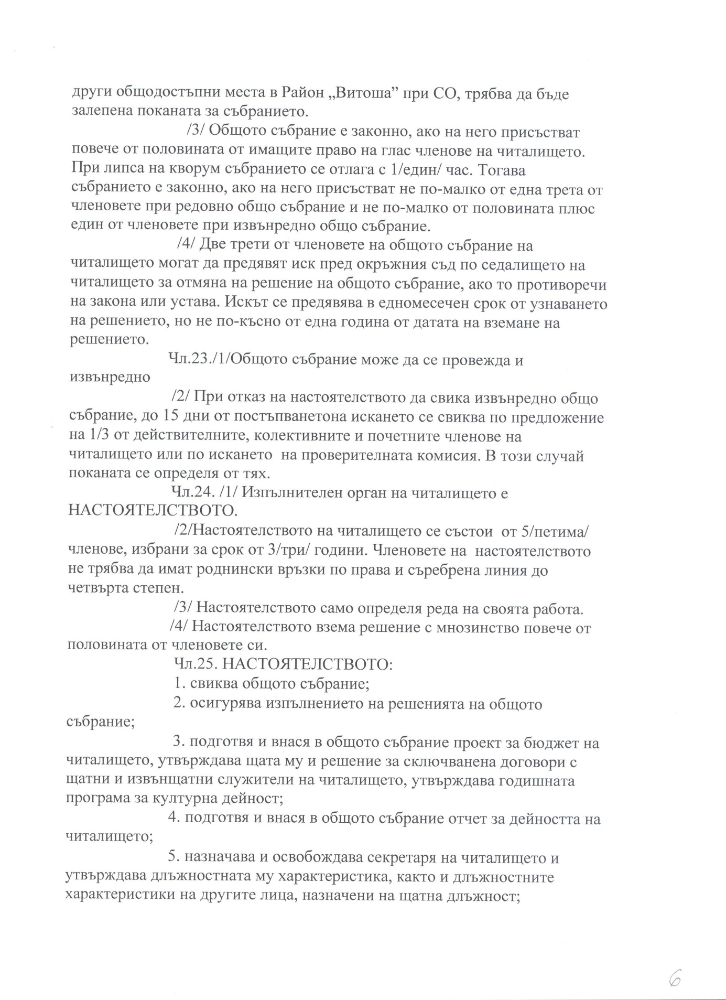 други общодостъпни места в Район „Витоша” при СО, трябва да бъде
залепена поканата за събранието.
/3/ Общото събрание е законно, ако на него присъстват
повече от половината от имащите право на глас членове на читалището.
При липса на кворум събранието се отлага с 1/един/ час. Тогава
събранието е законно, ако на него присъстват не по-малко от една трета от
членовете при редовно общо събрание и не по-малко от половината плюс
един от членовете при извънредно общо събрание.
/4/ Две трети от членовете на общото събрание на
читалището могат да предявят иск пред окръжния съд по седалището на
читалището за отмяна на решение на общото събрание, ако то противоречи
на закона или устава. Искът се предявява в едномесечен срок от узнаването
на решението, но не по-късно от една година от датата на вземане на
решението.
Чл.23./1/Общото събрание може да се провежда и
извънредно
/2/ При отказ на настоятелството да свика извънредно общо
събрание, до 15 дни от постъпванетона искането се свиква по предложение
на 1/3 от действителните, колективните и почетните членове на
читалището или по искането  на проверителната комисия. В този случай
поканата се определя от тях.
Чл.24. /1/ Изпълнителен орган на читалището е
НАСТОЯТЕЛСТВОТО.
/2/Настоятелството на читалището се състои  от 5/петима/
членове, избрани за срок от 3/три/ години. Членовете на  настоятелството
не трябва да имат роднински връзки по права и съребрена линия до
четвърта степен.
/3/ Настоятелството само определя реда на своята работа.
/4/ Настоятелството взема решение с мнозинство повече от
половината от членовете си.
Чл.25. НАСТОЯТЕЛСТВОТО:
1. свиква общото събрание;
2. осигурява изпълнението на решенията на общото
събрание;
3. подготвя и внася в общото събрание проект за бюджет на
читалището, утвърждава щата му и решение за сключванена договори с
щатни и извънщатни служители на читалището, утвърждава годишната
програма за културна дейност;
4. подготвя и внася в общото събрание отчет за дейността на
читалището;
5. назначава и освобождава секретаря на читалището и
утвърждава длъжностната му характеристика, както и длъжностните
характеристики на другите лица, назначени на щатна длъжност;
6